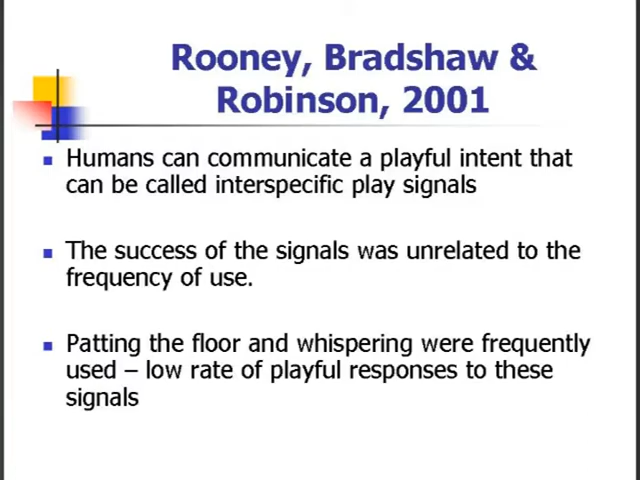 Rooney, Bradshaw &
Robinson, 2001
Humans can communicate a playful intent that
can be called interspecific play signals
The success of the signals was unrelated to the
frequency of use.
Patting the floor and whispering were frequently
used – low rate of playful responses to these
signals